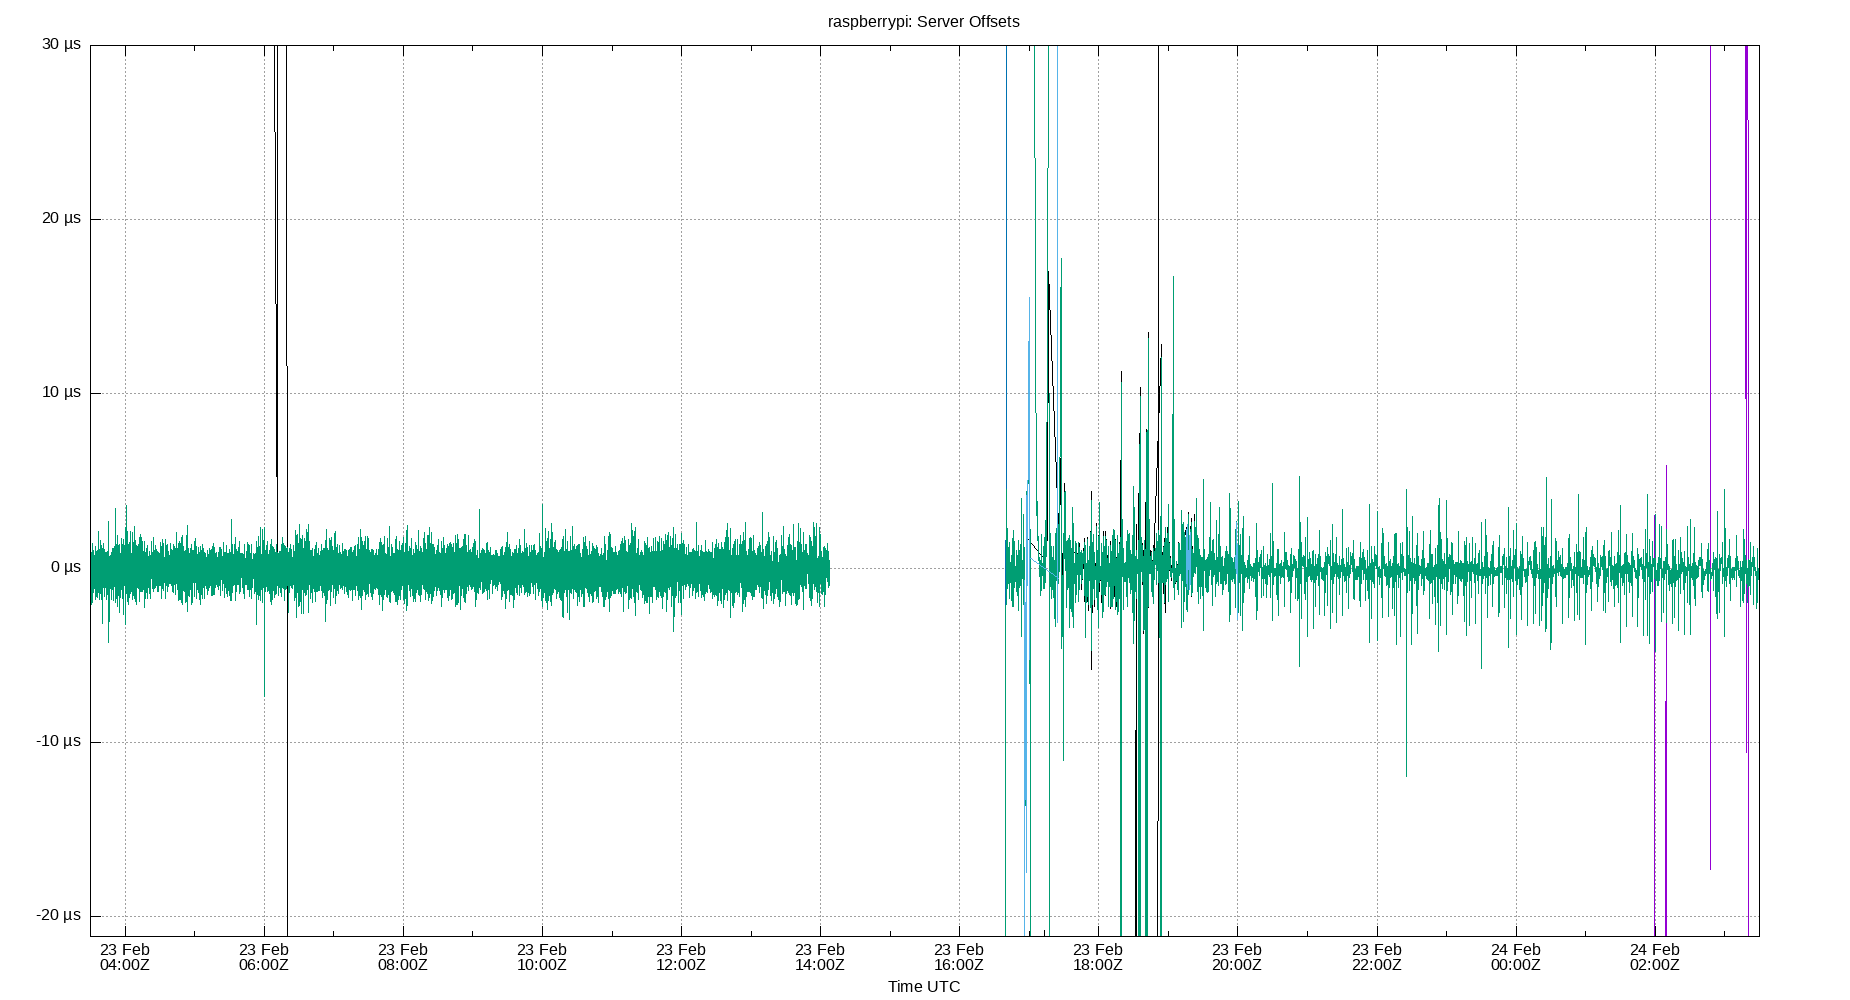 raspberrypi: Server Offsets
30 µs
20 µs
10 µs
0 µs
-10 µs
-20 µs
23 Feb 23 Feb 23 Feb 23 Feb 23 Feb 23 Feb 23 Feb 23 Feb 23 Feb 23 Feb 24 Feb 24 Feb
04:00Z 06:00Z 08:00Z 10:00Z 12:00Z 14:00Z 16:00Z 18:00Z 20:00Z 22:00Z 00:00Z 02:00Z
Time UTC